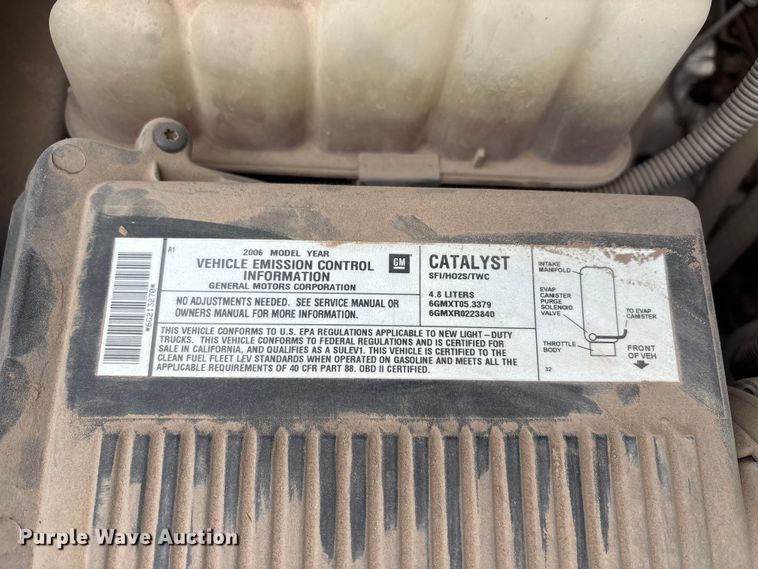 A1
2006 MODEL YEAR
VEHICLE EMISSION CONTROL
INFORMATION
GENERAL MOTORS CORPORATION
GM
NO ADJUSTMENTS NEEDED. SEE SERVICE MANUAL OR
OWNERS MANUAL FOR MORE INFORMATION.
CATALYST
SFI/HO2S/TWC
4.8 LITERS
6GMXT05.3379
6GMXR0223840
THIS VEHICLE CONFORMS TO U.S. EPA REGULATIONS APPLICABLE TO NEW LIGHT-DUTY
TRUCKS. THIS VEHICLE CONFORMS TO FEDERAL REGULATIONS AND IS CERTIFIED FOR
SALE IN CALIFORNIA, AND QUALIFIES AS A SULEV1. THIS VEHICLE IS CERTIFIED TO
CLEAN FUEL FLEET LEV STANDARDS WHEN OPERATED ON GASOLINE AND MEETS ALL THE
APPLICABLE REQUIREMENTS OF 40 CFR PART 88. OBD II CERTIFIED.
INTAKE
MANIFOLD
EVAP
CANISTER
PURGE
SOLENOID
VALVE
TO EVAP
CANISTER
THROTTLE
BODY
FRONT
OF VEH
32
*6G213270*
Purple Wave Auction